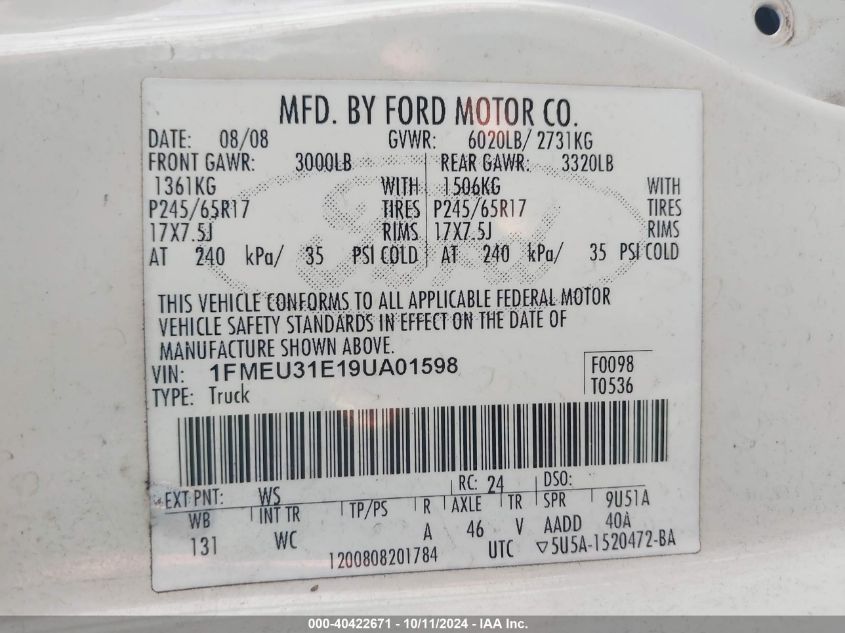 MFD. BY FORD MOTOR CO.
DATE: 08/08 GVWR: 6020LB/ 2731KG
FRONT GAWR: 3000LB REAR GAWR: 3320LB
1361KG WITH 1506KG WITH
P245/65R17 TIRES P245/65R17 TIRES
17X7.5J RIMS 17X7.5J RIMS
AT 240 kPa/ 35 PSI COLD AT 240 kPa/ 35 PSI COLD
THIS VEHICLE CONFORMS TO ALL APPLICABLE FEDERAL MOTOR
VEHICLE SAFETY STANDARDS IN EFFECT ON THE DATE OF
MANUFACTURE SHOWN ABOVE.
VIN: 1FMEU31E19UA01598 F0098
TYPE: Truck T0536
EXT PNT: WS RC: 24 DSO:
WB INT TR TP/PS R AXLE TR SPR 9U51A
131 WC A 46 V AADD 40A
1200808201784 UTC ▽5U5A-1520472-BA
000-40422671 - 10/11/2024 - IAA Inc.